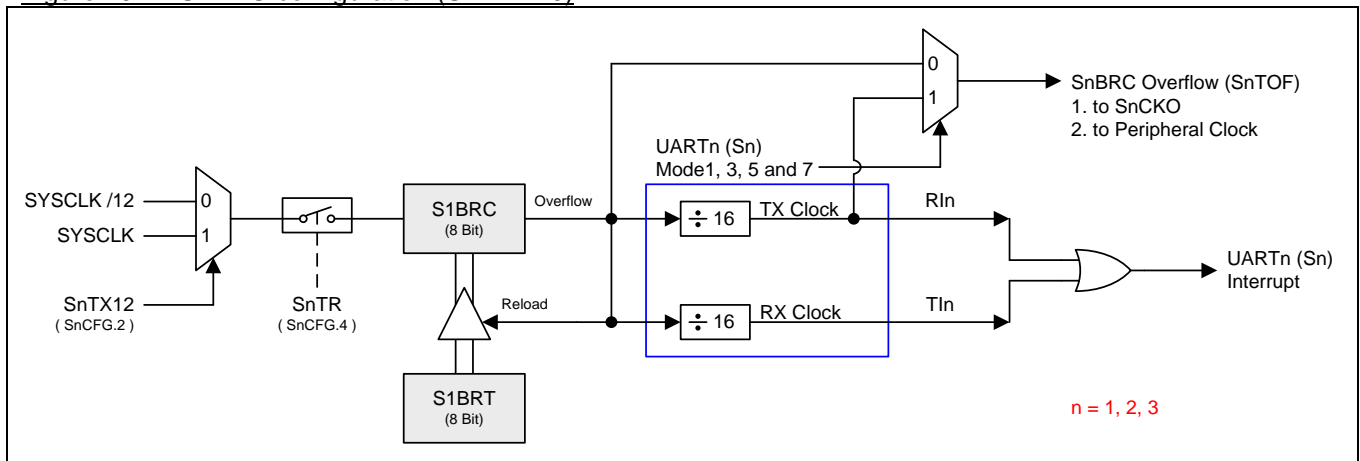 0
1
SnBRC Overflow (SnTOF)
1. to SnCKO
2. to Peripheral Clock
UARTn (Sn)
Mode1, 3, 5 and 7
SYSCLK /12
SYSCLK
0
1
SnTX12
( SnCFG.2 )
SnTR
( SnCFG.4 )
S1BRC
(8 Bit)
Overflow
Reload
S1BRT
(8 Bit)
÷ 16
TX Clock
RIn
÷ 16
RX Clock
TIn
UARTn (Sn)
Interrupt
n = 1, 2, 3